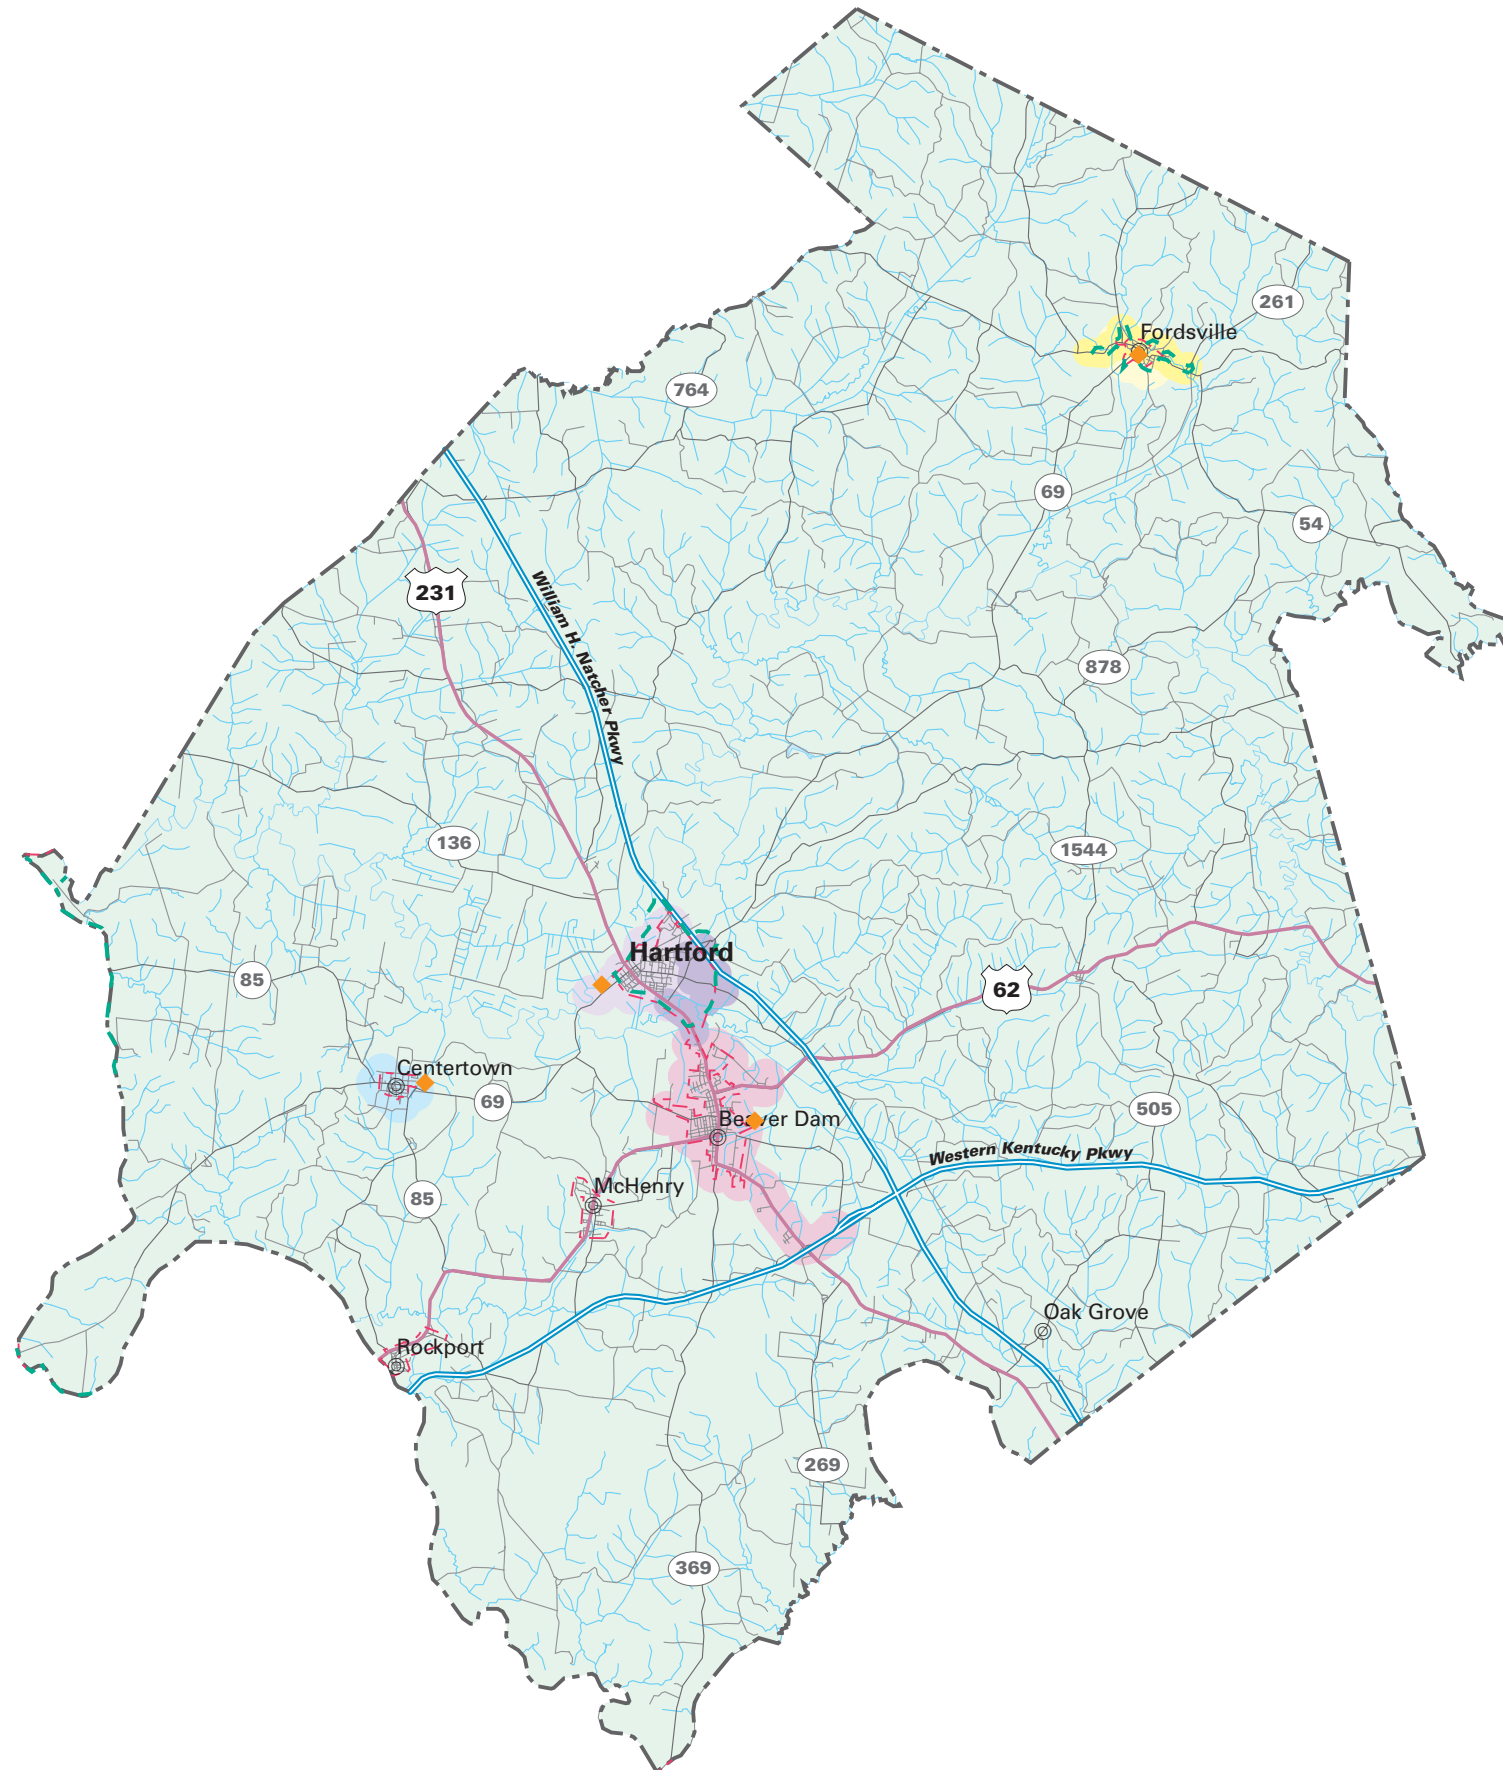 Fordsville
261
764
69
54
231
William H. Natcher Pkwy
878
136
1544
Hartford
85
62
Centertown
69
505
Beaver Dam
Western Kentucky Pkwy
McHenry
85
Oak Grove
Rockport
269
369